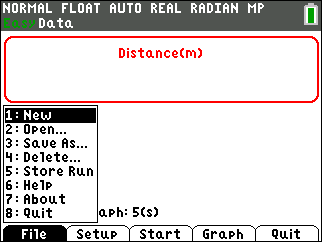 NORMAL FLOAT AUTO REAL RADIAN MP
EasyData
Distance(m)
1: New
2: Open...
3: Save As...
4: Delete...
5: Store Run
6: Help
7: About
8: Quit
aph: 5(s)
File Setup Start Graph Quit